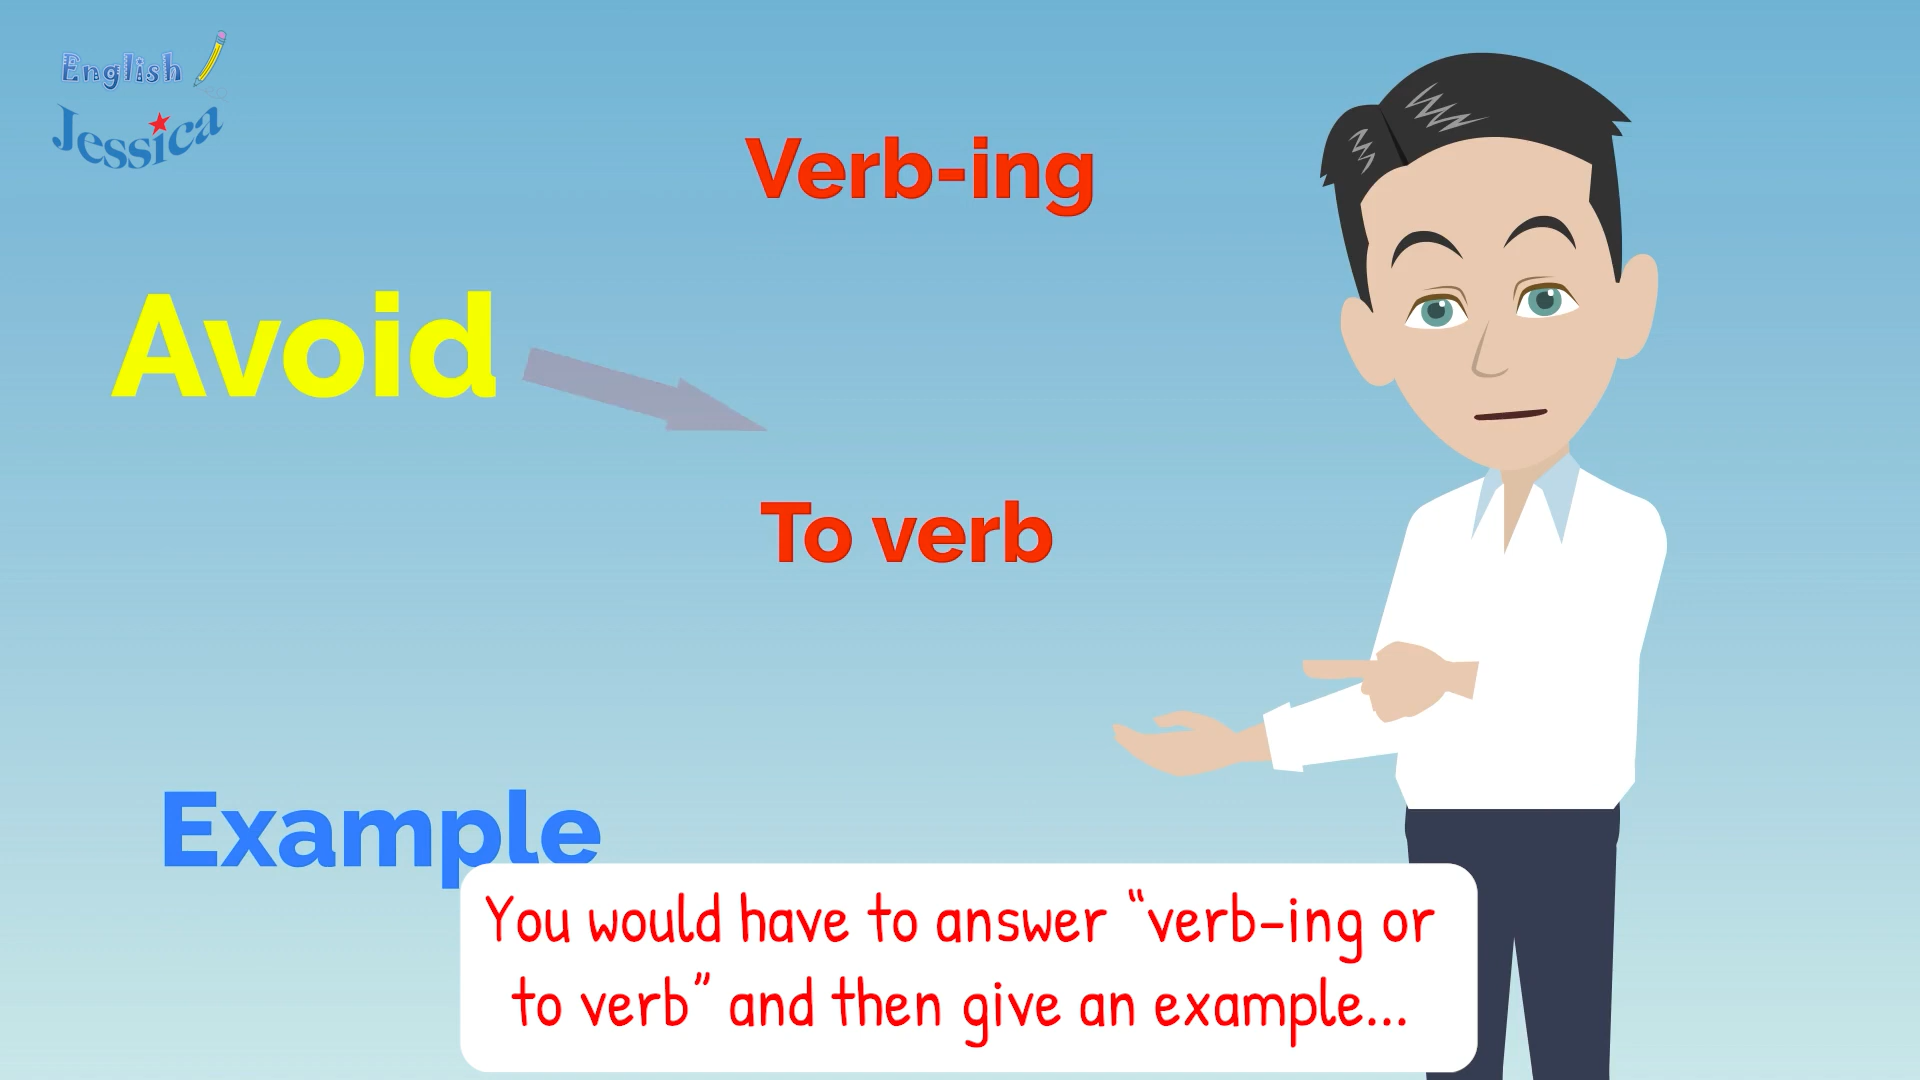 English
Jessica
Verb-ing
Avoid
To verb
Example
You would have to answer “verb-ing or
to verb” and then give an example...